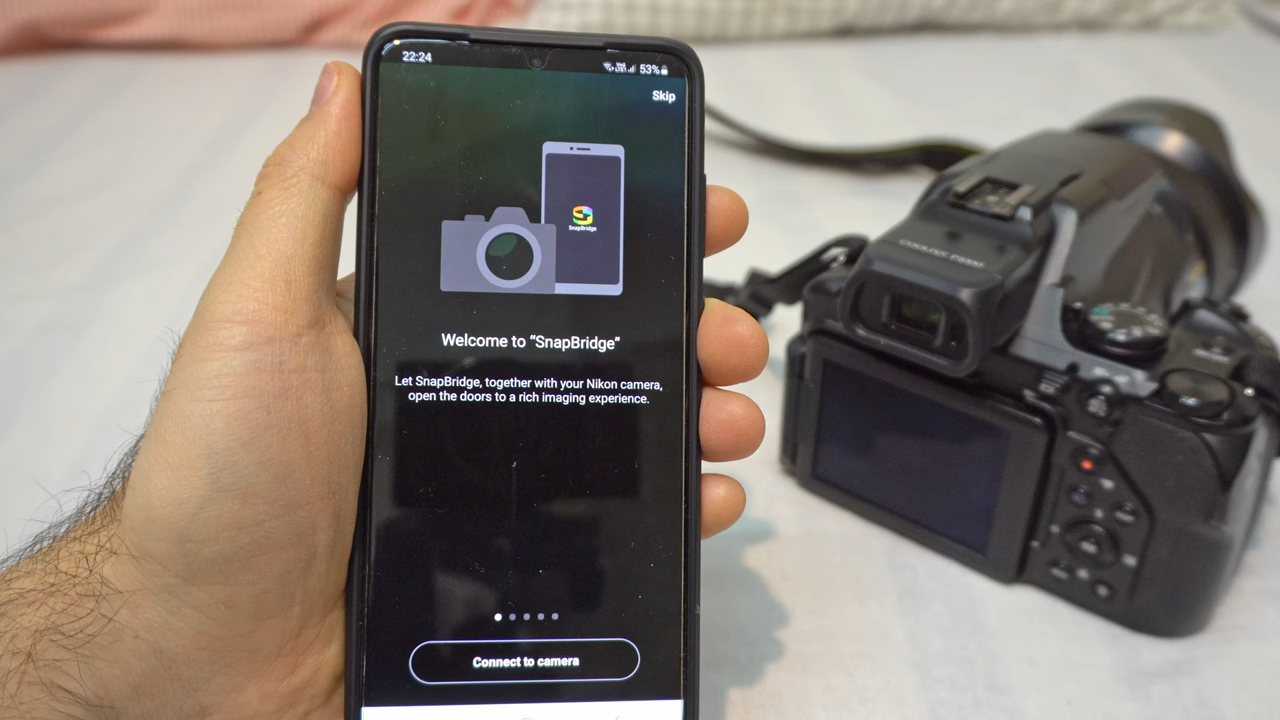 22:24
53%
Skip
SnapBridge
Welcome to “SnapBridge”
Let SnapBridge, together with your Nikon camera,
open the doors to a rich imaging experience.
Connect to camera
COOLPIX